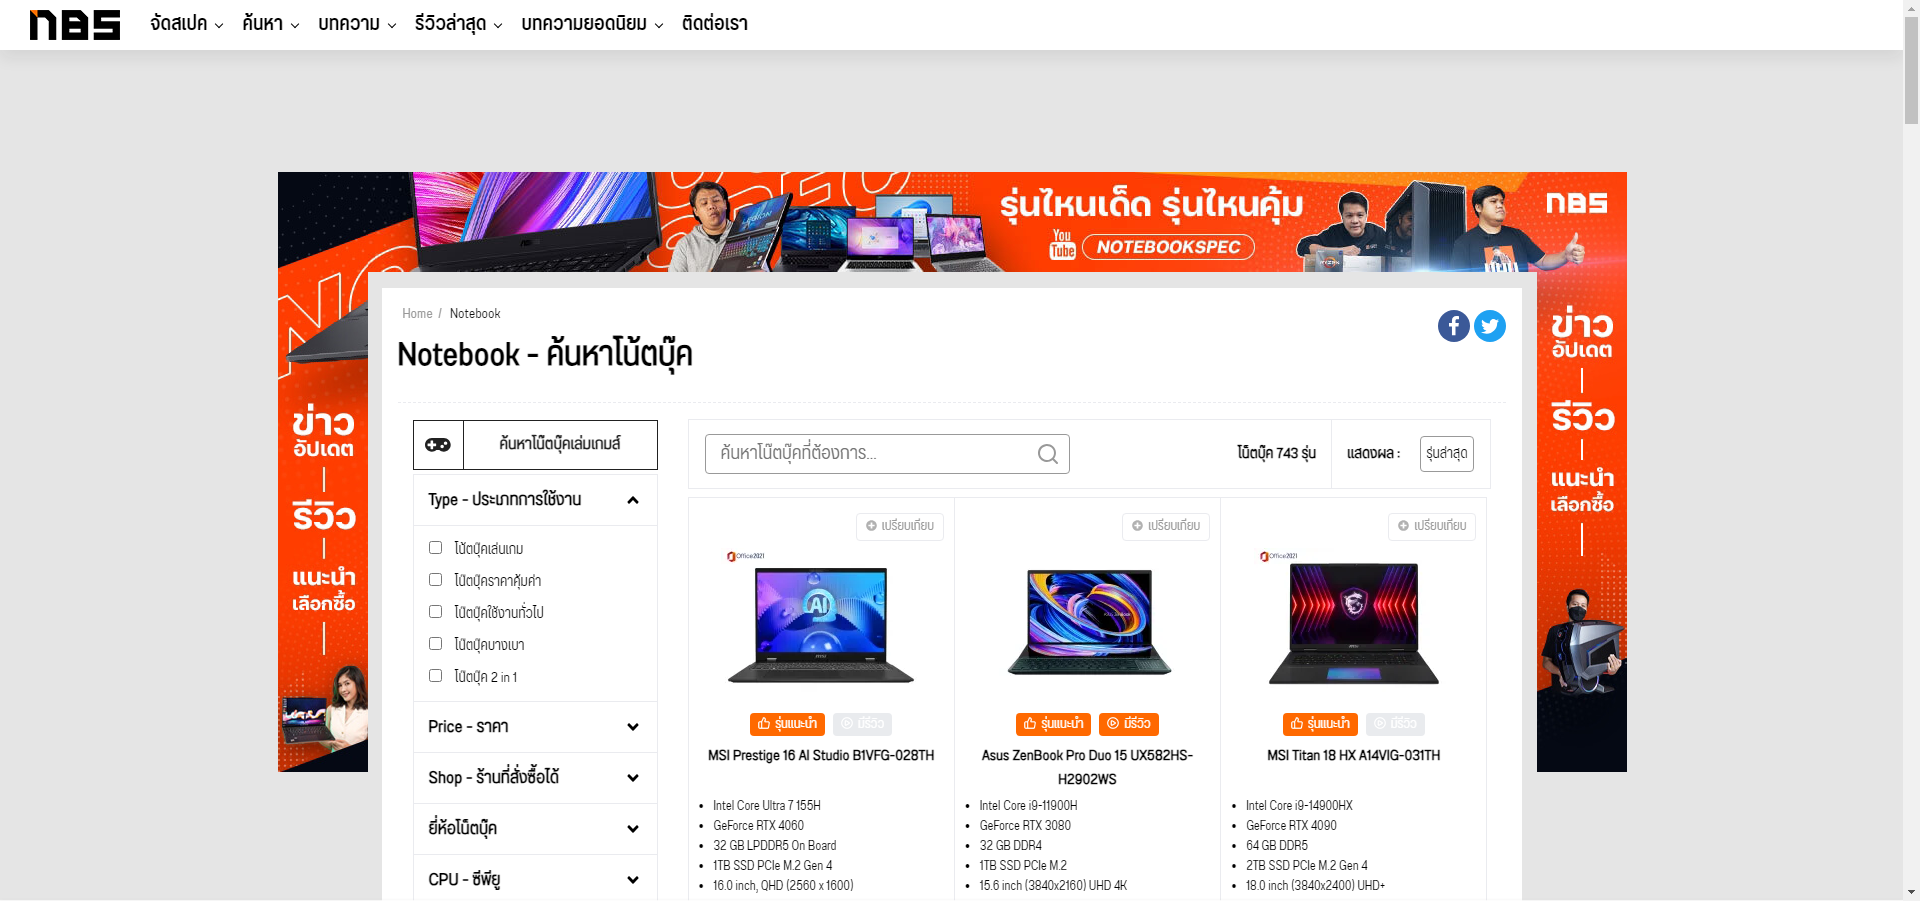 NBS
จัดสเปค
ค้นหา
บทความ
รีวิวล่าสุด
บทความยอดนิยม
ติดต่อเรา
รุ่นไหนเด็ด รุ่นไหนคุ้ม
You Tube NOTEBOOKSPEC
NBS
ข่าว
อัปเดต
รีวิว
แนะนำ
เลือกซื้อ
ข่าว
อัปเดต
รีวิว
แนะนำ
เลือกซื้อ
Home / Notebook
Notebook - ค้นหาโน้ตบุ๊ค
ค้นหาโน๊ตบุ๊คเล่มเกมส์
Type - ประเภทการใช้งาน
โน้ตบุ๊คเล่นเกม
โน๊ตบุ๊คราคาคุ้มค่า
โน๊ตบุ๊คใช้งานทั่วไป
โน๊ตบุ๊คบางเบา
โน๊ตบุ๊ค 2 in 1
Price - ราคา
Shop - ร้านที่สั่งซื้อได้
ยี่ห้อโน็ตบุ๊ค
CPU - ซีพียู
ค้นหาโน๊ตบุ๊คที่ต้องการ...
โน็ตบุ๊ค 743 รุ่น
แสดงผล :
รุ่นล่าสุด
เปรียบเทียบ
Office2021
รุ่นแนะนำ
มีรีวิว
MSI Prestige 16 AI Studio B1VFG-028TH
Intel Core Ultra 7 155H
GeForce RTX 4060
32 GB LPDDR5 On Board
1TB SSD PCIe M.2 Gen 4
16.0 inch, QHD (2560 x 1600)
เปรียบเทียบ
รุ่นแนะนำ
มีรีวิว
Asus ZenBook Pro Duo 15 UX582HS-
H2902WS
Intel Core i9-11900H
GeForce RTX 3080
32 GB DDR4
1TB SSD PCIe M.2
15.6 inch (3840x2160) UHD 4K
เปรียบเทียบ
Office2021
รุ่นแนะนำ
มีรีวิว
MSI Titan 18 HX A14VIG-031TH
Intel Core i9-14900HX
GeForce RTX 4090
64 GB DDR5
2TB SSD PCIe M.2 Gen 4
18.0 inch (3840x2400) UHD+